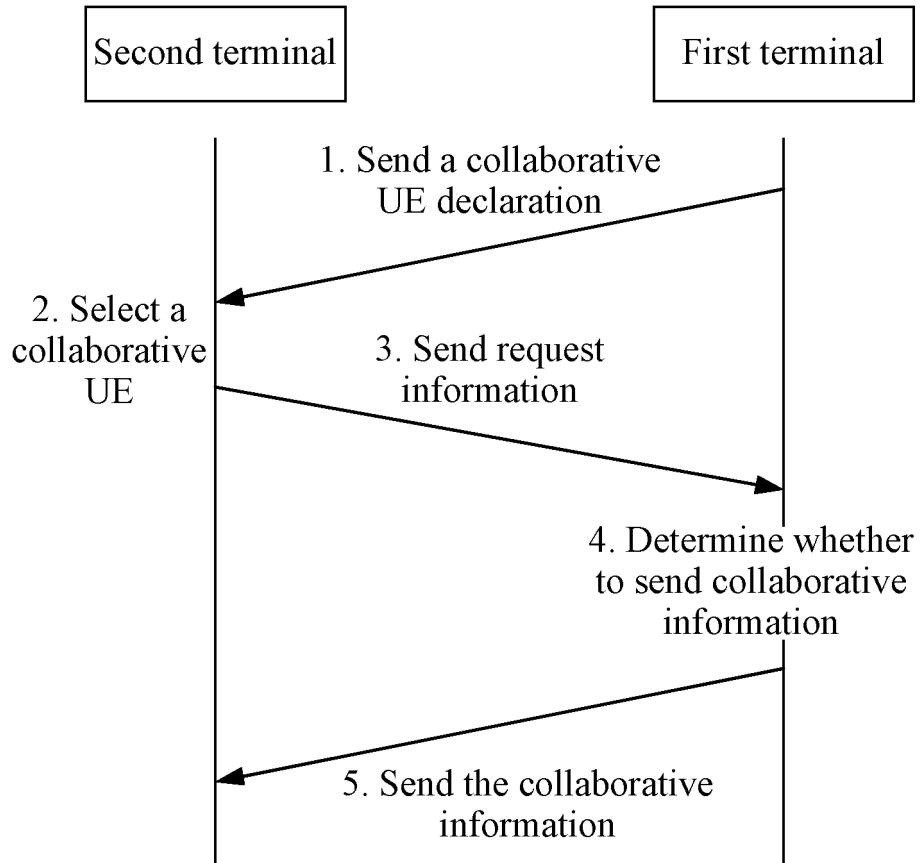 Second terminal
First terminal
1. Send a collaborative
UE declaration
2. Select a
collaborative
UE
3. Send request
information
4. Determine whether
to send collaborative
information
5. Send the collaborative
information